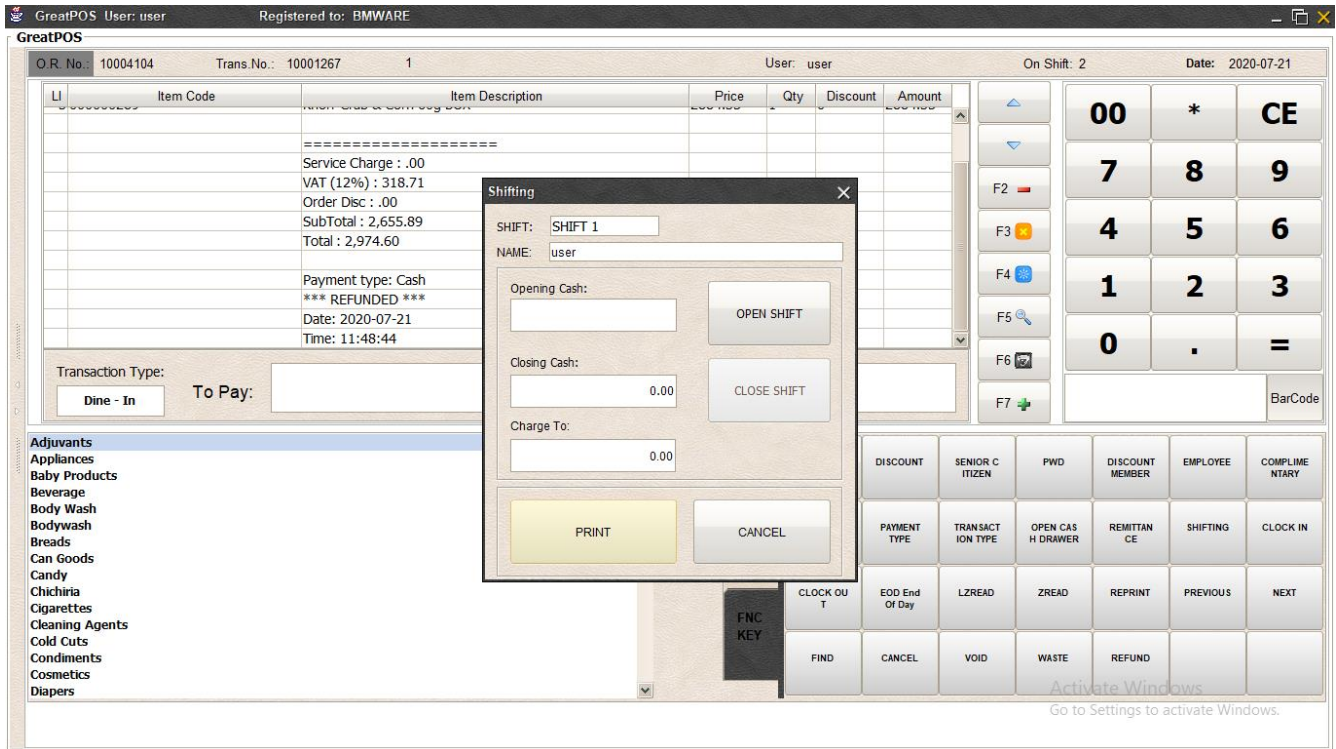 GreatPOS User: user Registered to: BMWARE
GreatPOS
O.R. No.: 10004104 Trans.No.: 10001267 1 User: user On Shift: 2 Date: 2020-07-21
LI Item Code Item Description Price Qty Discount Amount
=====================
Service Charge : .00
VAT (12%) : 318.71
Order Disc : .00
SubTotal : 2,655.89
Total : 2,974.60
Payment type: Cash
*** REFUNDED ***
Date: 2020-07-21
Time: 11:48:44
Transaction Type:
Dine - In
To Pay:
Shifting
SHIFT: SHIFT 1
NAME: user
Opening Cash:
OPEN SHIFT
Closing Cash:
0.00
CLOSE SHIFT
Charge To:
0.00
PRINT CANCEL
F2
F3
F4
F5
F6
F7
00 * CE
7 8 9
4 5 6
1 2 3
0 . =
BarCode
Adjuvants
Appliances
Baby Products
Beverage
Body Wash
Bodywash
Breads
Can Goods
Candy
Chichiria
Cigarettes
Cleaning Agents
Cold Cuts
Condiments
Cosmetics
Diapers
FNC
KEY
DISCOUNT
SENIOR C
ITIZEN
PWD
DISCOUNT
MEMBER
EMPLOYEE
COMPLIME
NTARY
PAYMENT
TYPE
TRANSACT
ION TYPE
OPEN CAS
H DRAWER
REMITTAN
CE
SHIFTING
CLOCK IN
CLOCK OU
T
EOD End
Of Day
LZREAD
ZREAD
REPRINT
PREVIOUS
NEXT
FIND
CANCEL
VOID
WASTE
REFUND
Activate Windows
Go to Settings to activate Windows.